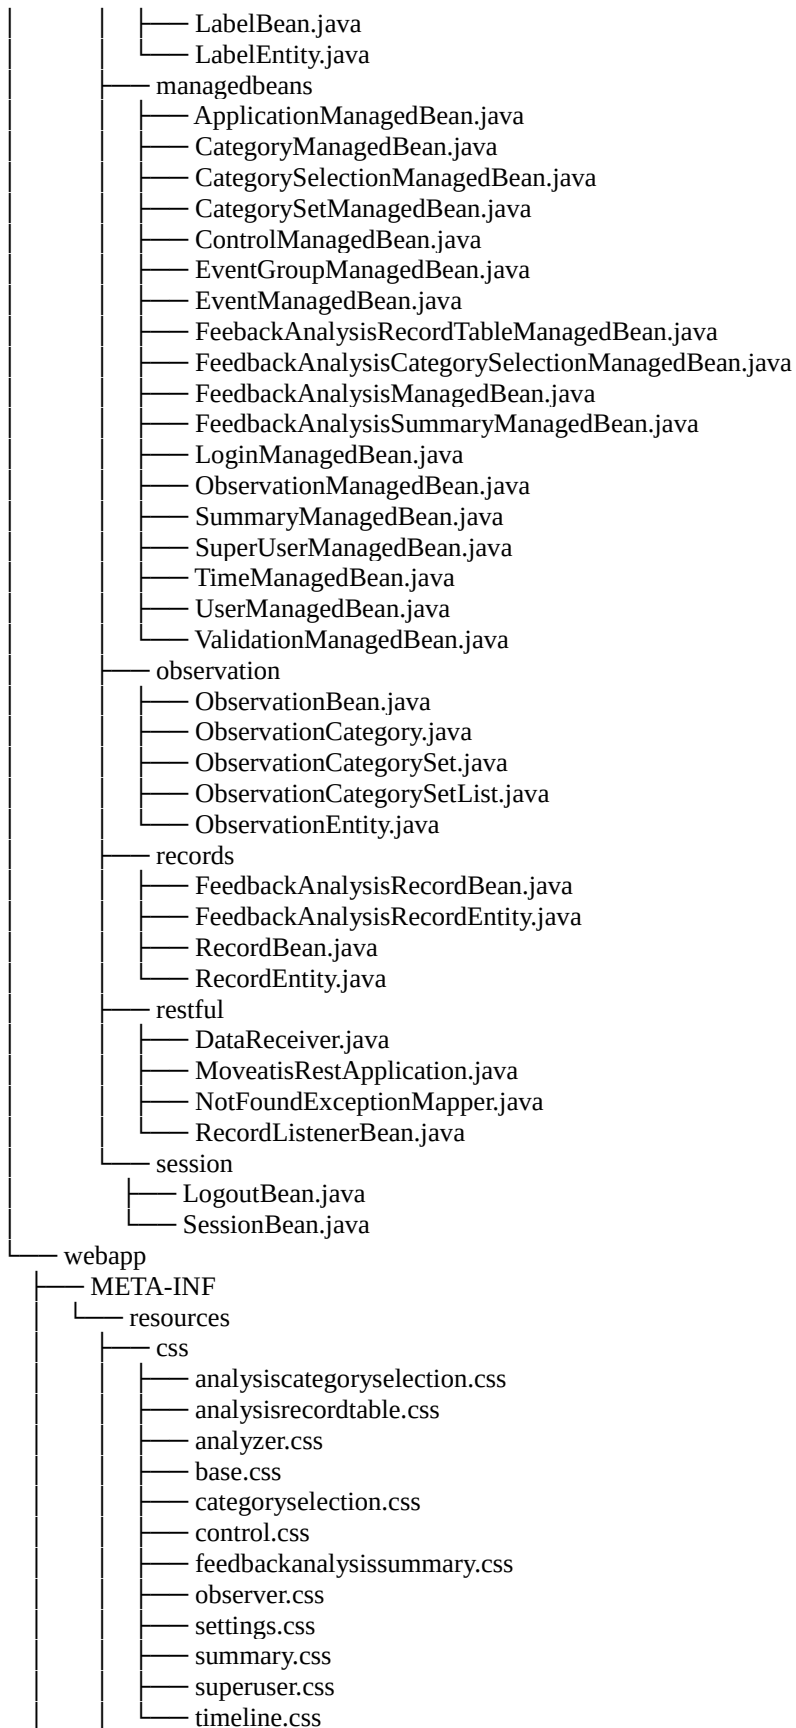 LabelBean.java
LabelEntity.java
managedbeans
ApplicationManagedBean.java
CategoryManagedBean.java
CategorySelectionManagedBean.java
CategorySetManagedBean.java
ControlManagedBean.java
EventGroupManagedBean.java
EventManagedBean.java
FeebackAnalysisRecordTableManagedBean.java
FeedbackAnalysisCategorySelectionManagedBean.java
FeedbackAnalysisManagedBean.java
FeedbackAnalysisSummaryManagedBean.java
LoginManagedBean.java
ObservationManagedBean.java
SummaryManagedBean.java
SuperUserManagedBean.java
TimeManagedBean.java
UserManagedBean.java
ValidationManagedBean.java
observation
ObservationBean.java
ObservationCategory.java
ObservationCategorySet.java
ObservationCategorySetList.java
ObservationEntity.java
records
FeedbackAnalysisRecordBean.java
FeedbackAnalysisRecordEntity.java
RecordBean.java
RecordEntity.java
restful
DataReceiver.java
MoveatisRestApplication.java
NotFoundExceptionMapper.java
RecordListenerBean.java
session
LogoutBean.java
SessionBean.java
webapp
META-INF
resources
css
analysiscategoryselection.css
analysisrecordtable.css
analyzer.css
base.css
categoryselection.css
control.css
feedbackanalysissummary.css
observer.css
settings.css
summary.css
superuser.css
timeline.css